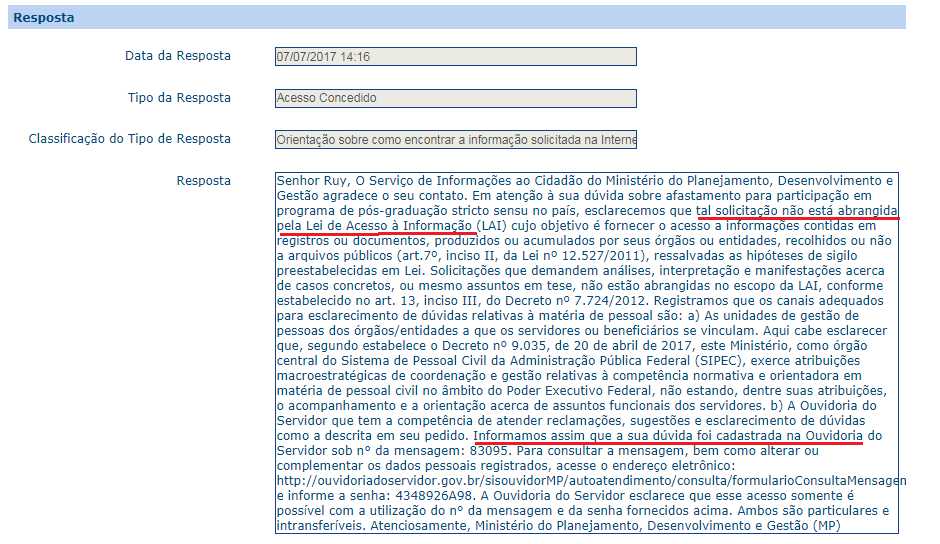 Resposta
Data da Resposta
07/07/2017 14:16
Tipo da Resposta
Acesso Concedido
Classificação do Tipo de Resposta
Orientação sobre como encontrar a informação solicitada na Interne
Resposta
Senhor Ruy, O Serviço de Informações ao Cidadão do Ministério do Planejamento, Desenvolvimento e
Gestão agradece o seu contato. Em atenção à sua dúvida sobre afastamento para participação em
programa de pós-graduação stricto sensu no país, esclarecemos que tal solicitação não está abrangida
pela Lei de Acesso à Informação (LAI) cujo objetivo é fornecer o acesso a informações contidas em
registros ou documentos, produzidos ou acumulados por seus órgãos ou entidades, recolhidos ou não
a arquivos públicos (art.7º, inciso II, da Lei nº 12.527/2011), ressalvadas as hipóteses de sigilo
preestabelecidas em Lei. Solicitações que demandem análises, interpretação e manifestações acerca
de casos concretos, ou mesmo assuntos em tese, não estão abrangidas no escopo da LAI, conforme
estabelecido no art. 13, inciso III, do Decreto nº 7.724/2012. Registramos que os canais adequados
para esclarecimento de dúvidas relativas à matéria de pessoal são: a) As unidades de gestão de
pessoas dos órgãos/entidades a que os servidores ou beneficiários se vinculam. Aqui cabe esclarecer
que, segundo estabelece o Decreto nº 9.035, de 20 de abril de 2017, este Ministério, como órgão
central do Sistema de Pessoal Civil da Administração Pública Federal (SIPEC), exerce atribuições
macroestratégicas de coordenação e gestão relativas à competência normativa e orientadora em
matéria de pessoal civil no âmbito do Poder Executivo Federal, não estando, dentre suas atribuições,
o acompanhamento e a orientação acerca de assuntos funcionais dos servidores. b) A Ouvidoria do
Servidor que tem a competência de atender reclamações, sugestões e esclarecimento de dúvidas
como a descrita em seu pedido. Informamos assim que a sua dúvida foi cadastrada na Ouvidoria do
Servidor sob nº da mensagem: 83095. Para consultar a mensagem, bem como alterar ou
complementar os dados pessoais registrados, acesse o endereço eletrônico:
http://ouvidoriadoservidor.gov.br/sisouvidorMP/autoatendimento/consulta/formularioConsultaMensagem
e informe a senha: 4348926A98. A Ouvidoria do Servidor esclarece que esse acesso somente é
possível com a utilização do nº da mensagem e da senha fornecidos acima. Ambos são particulares e
intransferíveis. Atenciosamente, Ministério do Planejamento, Desenvolvimento e Gestão (MP)